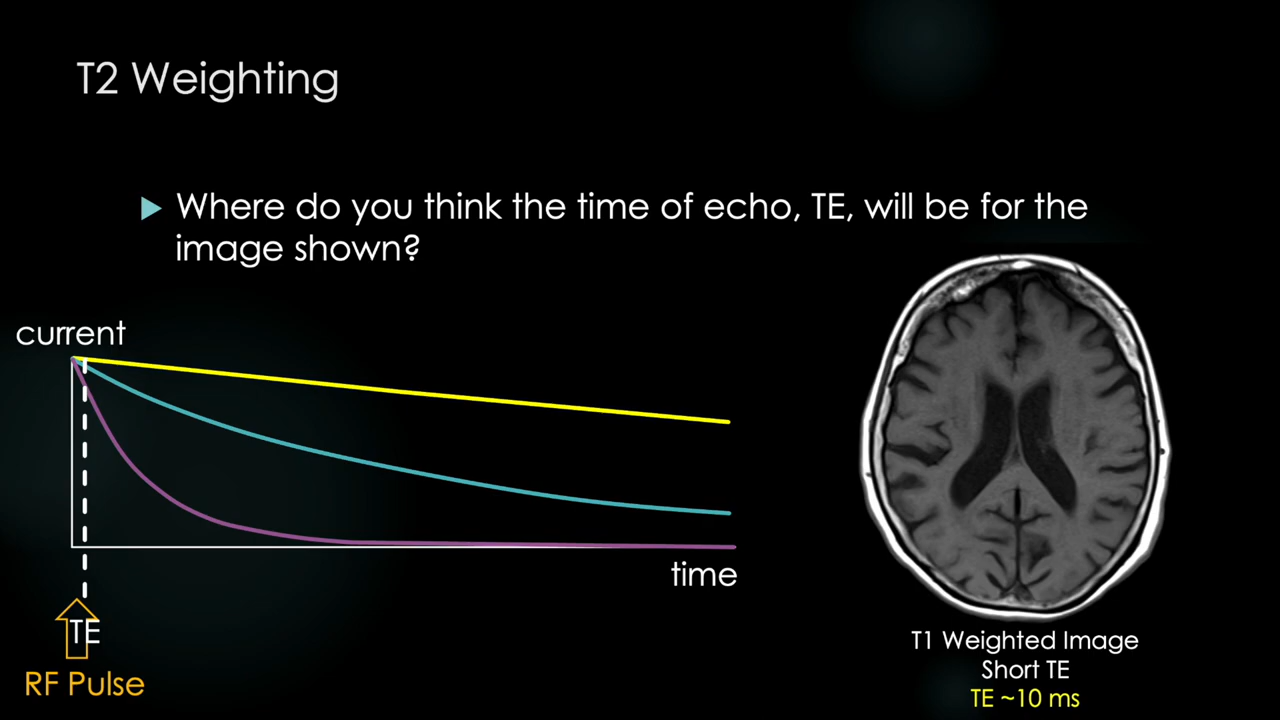 T2 Weighting
Where do you think the time of echo, TE, will be for the
image shown?
current
time
TE
RF Pulse
T1 Weighted Image
Short TE
TE ~10 ms